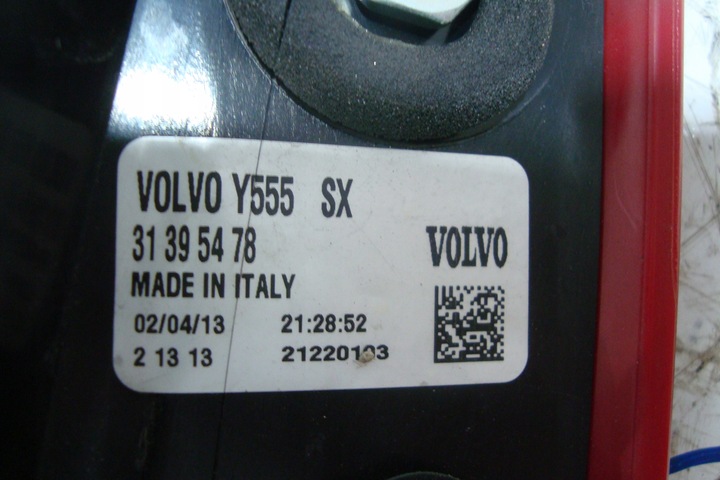 VOLVO Y555 SX
31 39 54 78
VOLVO
MADE IN ITALY
02/04/13 21:28:52
2 13 13